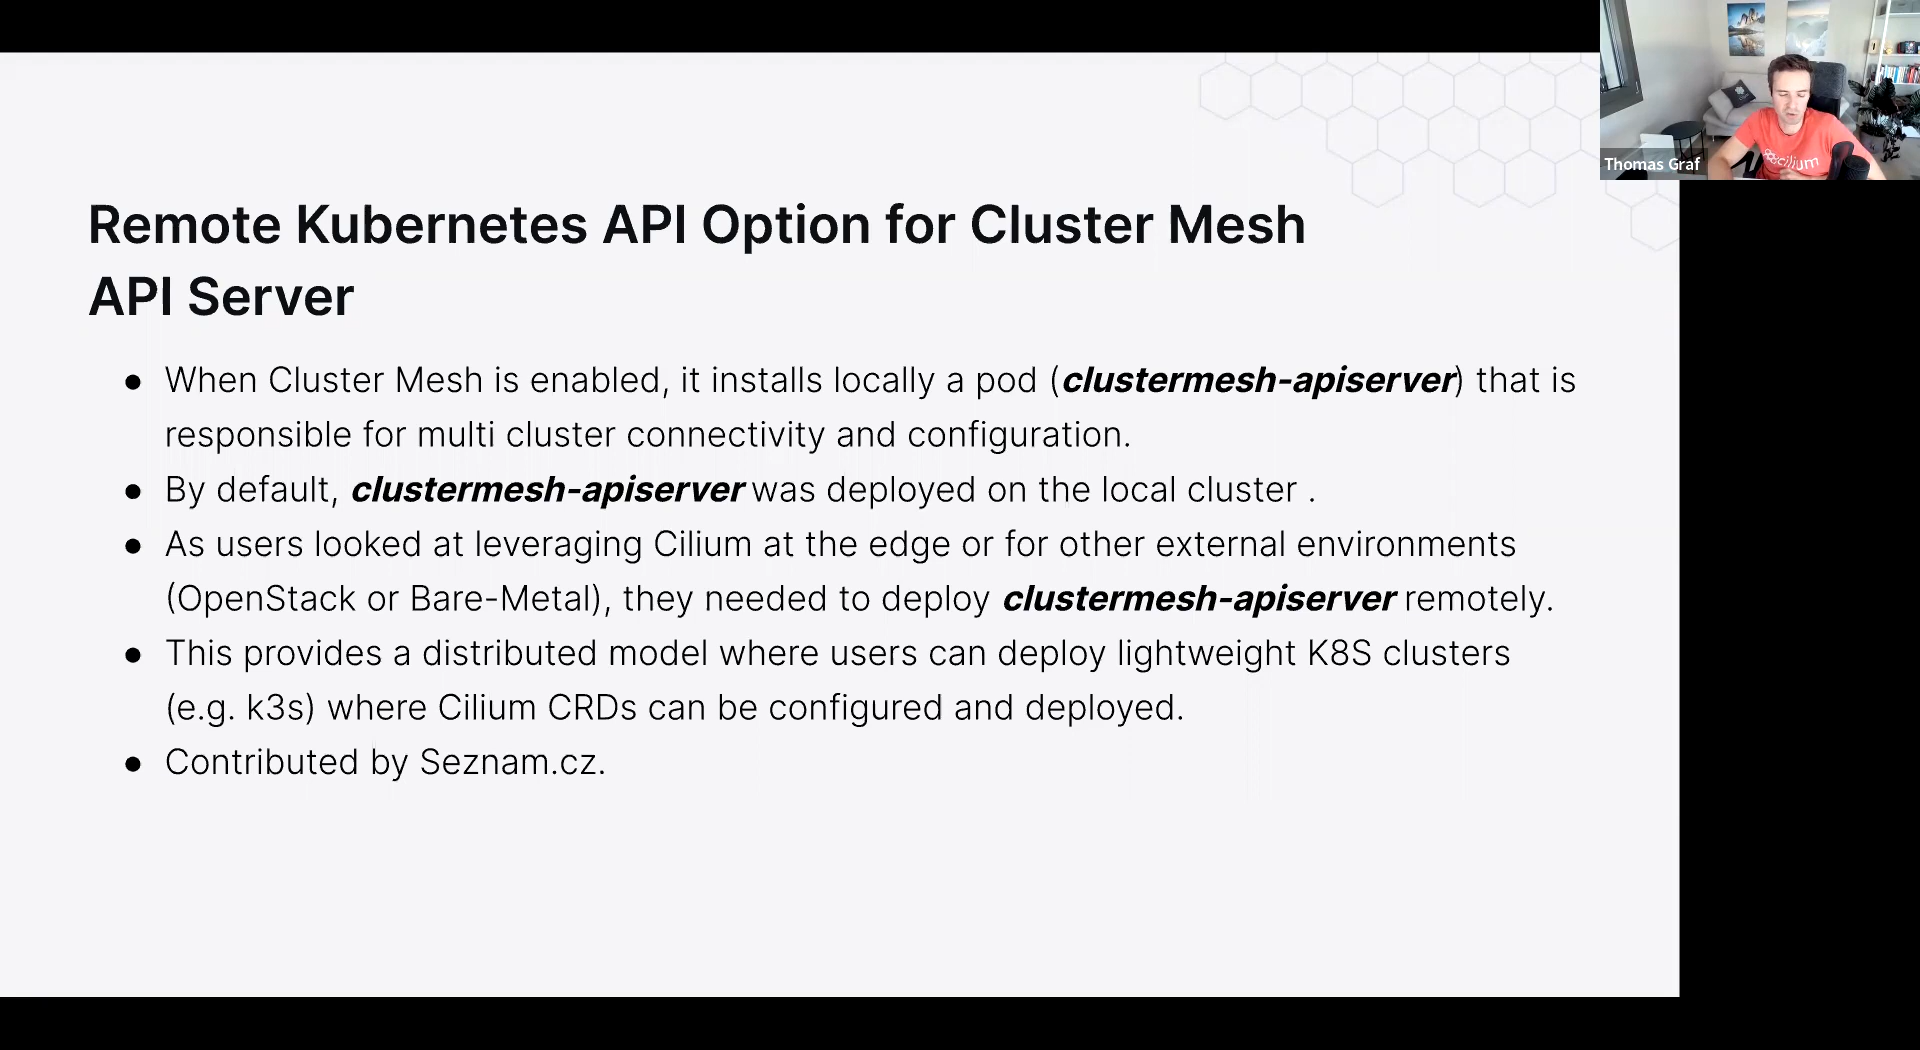 Remote Kubernetes API Option for Cluster Mesh
API Server
● When Cluster Mesh is enabled, it installs locally a pod (clustermesh-apiserver) that is
responsible for multi cluster connectivity and configuration.
● By default, clustermesh-apiserver was deployed on the local cluster .
● As users looked at leveraging Cilium at the edge or for other external environments
(OpenStack or Bare-Metal), they needed to deploy clustermesh-apiserver remotely.
● This provides a distributed model where users can deploy lightweight K8S clusters
(e.g. k3s) where Cilium CRDs can be configured and deployed.
● Contributed by Seznam.cz.
Thomas Graf
cilium